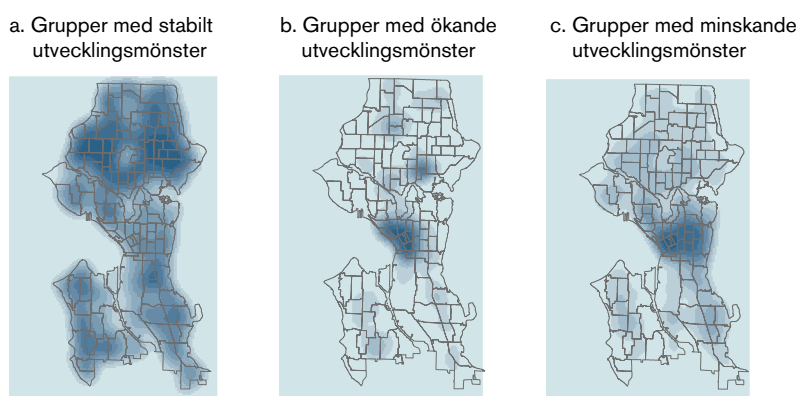 a. Grupper med stabilt
utvecklingsmönster
b. Grupper med ökande
utvecklingsmönster
c. Grupper med minskande
utvecklingsmönster